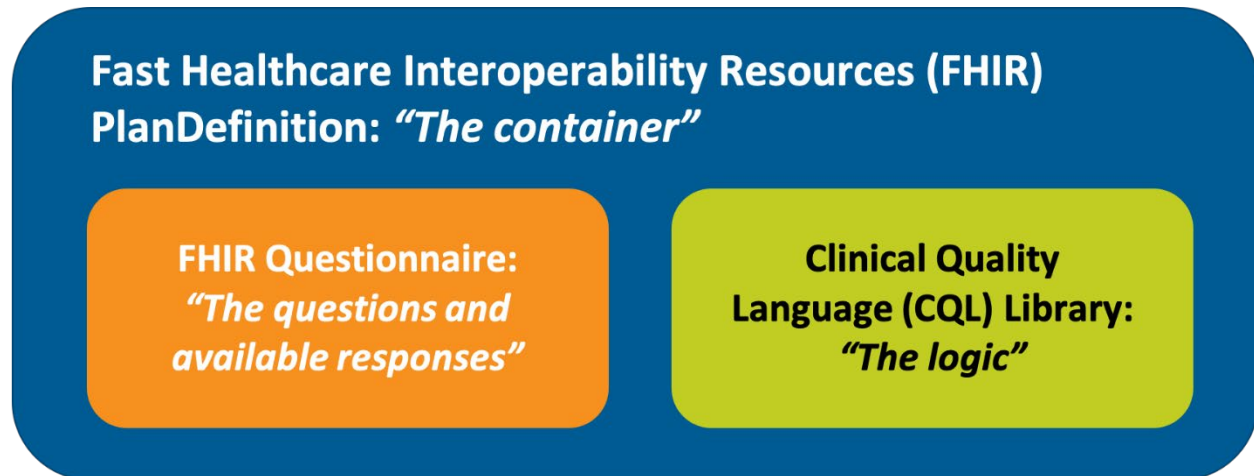 Fast Healthcare Interoperability Resources (FHIR)
PlanDefinition: “The container”
FHIR Questionnaire:
“The questions and
available responses”
Clinical Quality
Language (CQL) Library:
“The logic”